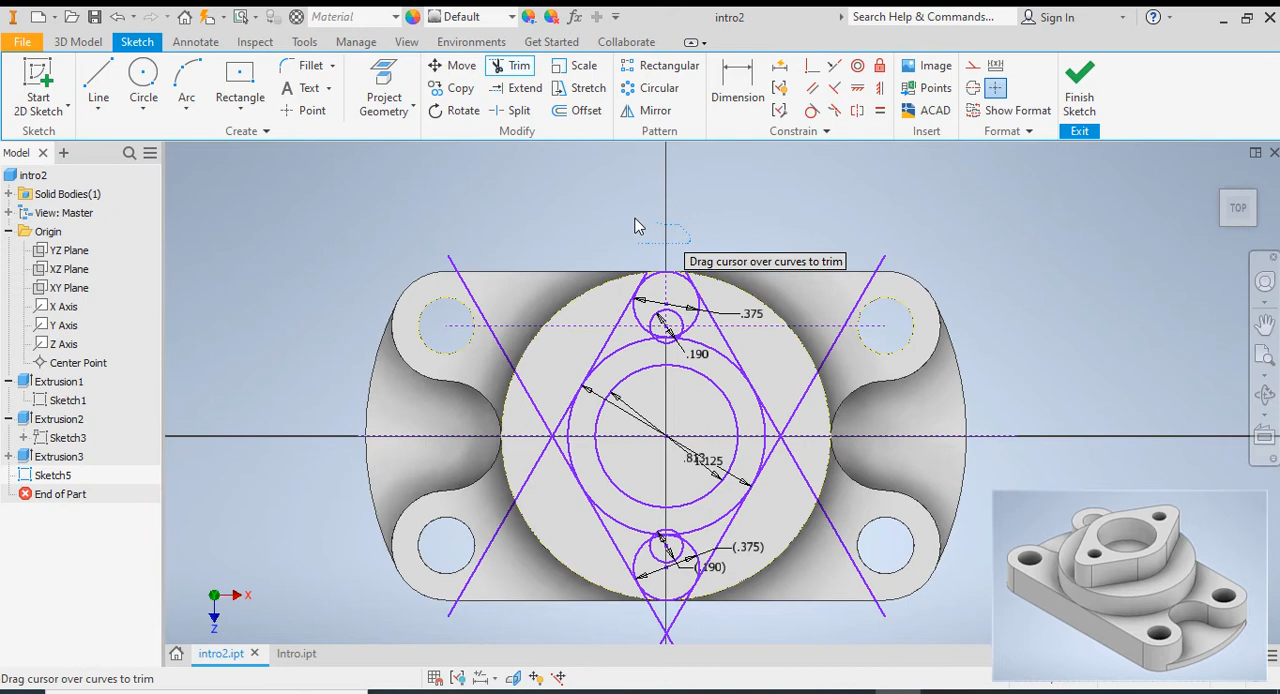 Material
Default
fx
intro2
Search Help & Commands...
Sign In
File
3D Model
Sketch
Annotate
Inspect
Tools
Manage
View
Environments
Get Started
Collaborate
Start
2D Sketch
Line
Circle
Arc
Rectangle
Fillet
Text
Point
Project
Geometry
Move
Copy
Rotate
Trim
Extend
Split
Scale
Stretch
Offset
Rectangular
Circular
Mirror
Dimension
Image
Points
ACAD
Show Format
Finish
Sketch
Sketch
Create
Modify
Pattern
Constrain
Insert
Format
Exit
Model
intro2
Solid Bodies(1)
View: Master
Origin
YZ Plane
XZ Plane
XY Plane
X Axis
Y Axis
Z Axis
Center Point
Extrusion1
Sketch1
Extrusion2
Sketch3
Extrusion3
Sketch5
End of Part
TOP
Drag cursor over curves to trim
.375
.190
(.375)
(.190)
X
Z
intro2.ipt
Intro.ipt
Drag cursor over curves to trim